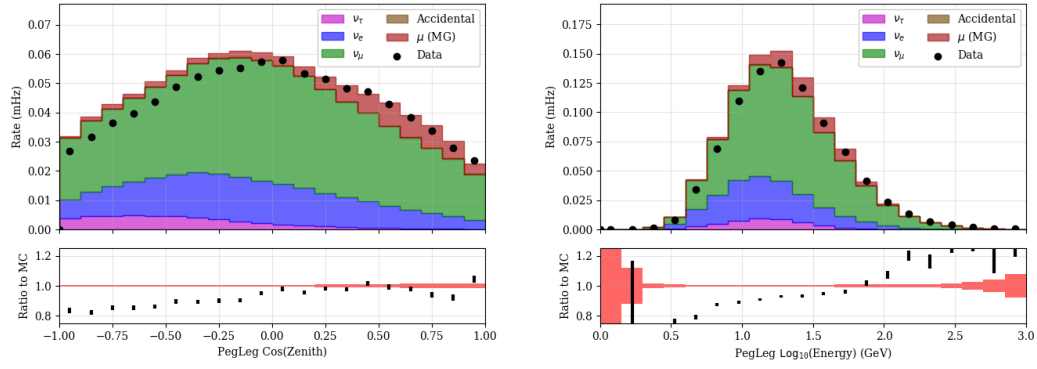 0.07
0.06
0.05
0.04
0.03
0.02
0.01
0.00
Rate (mHz)
ντ
νe
νμ
Accidental
μ (MG)
Data
1.2
1.0
0.8
Ratio to MC
−1.00 −0.75 −0.50 −0.25 0.00 0.25 0.50 0.75 1.00
PegLeg Cos(Zenith)
0.175
0.150
0.125
0.100
0.075
0.050
0.025
0.000
Rate (mHz)
ντ
νe
νμ
Accidental
μ (MG)
Data
1.2
1.0
0.8
Ratio to MC
0.0 0.5 1.0 1.5 2.0 2.5 3.0
PegLeg Log10(Energy) (GeV)